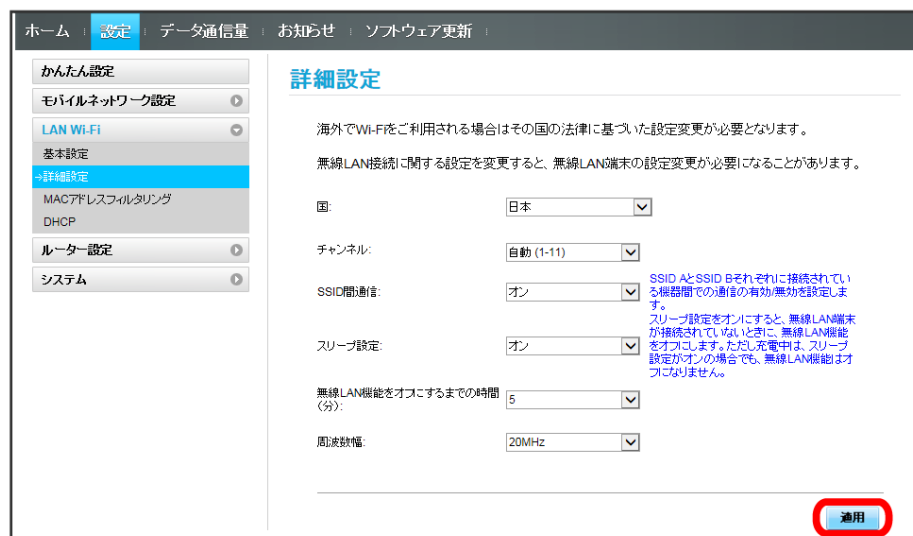 ホーム 設定 データ通信量 お知らせ ソフトウェア更新
かんたん設定
モバイルネットワーク設定
LAN Wi-Fi
基本設定
→詳細設定
MACアドレスフィルタリング
DHCP
ルーター設定
システム
詳細設定
海外でWi-Fiをご利用される場合はその国の法律に基づいた設定変更が必要となります。
無線LAN接続に関する設定を変更すると、無線LAN端末の設定変更が必要になることがあります。
国: 日本
チャンネル: 自動 (1-11)
SSID間通信: オン
SSID AとSSID Bそれぞれに接続されてい
る機器間での通信の有効/無効を設定しま
す。
スリープ設定をオンにすると、無線LAN端末
が接続されていないときに、無線LAN機能
をオフにします。ただし充電中は、スリープ
設定がオンの場合でも、無線LAN機能はオ
フになりません。
スリープ設定: オン
無線LAN機能をオフにするまでの時間
(分): 5
周波数幅: 20MHz
適用